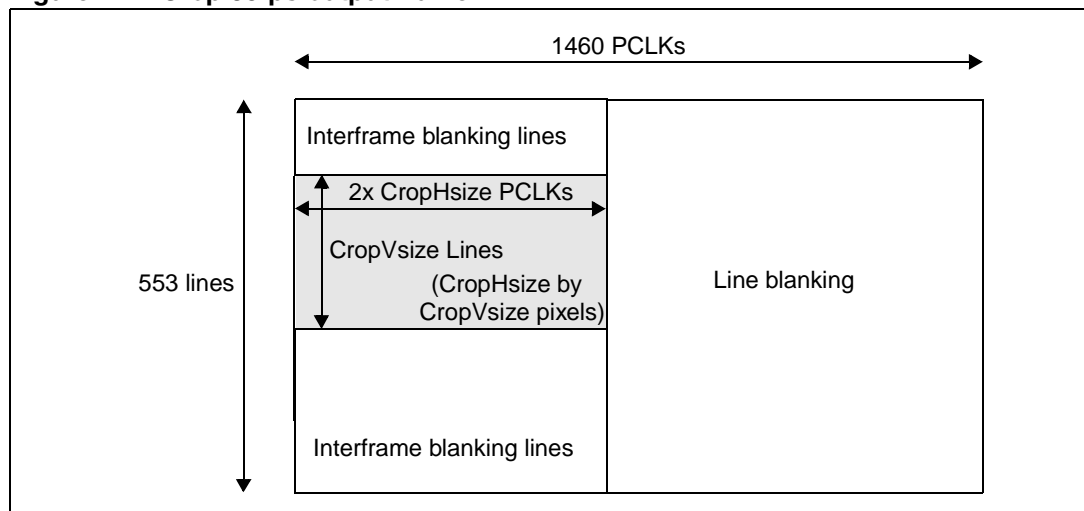 1460 PCLKs
Interframe blanking lines
2x CropHsize PCLKs
CropVsize Lines
(CropHsize by
CropVsize pixels)
553 lines
Line blanking
Interframe blanking lines